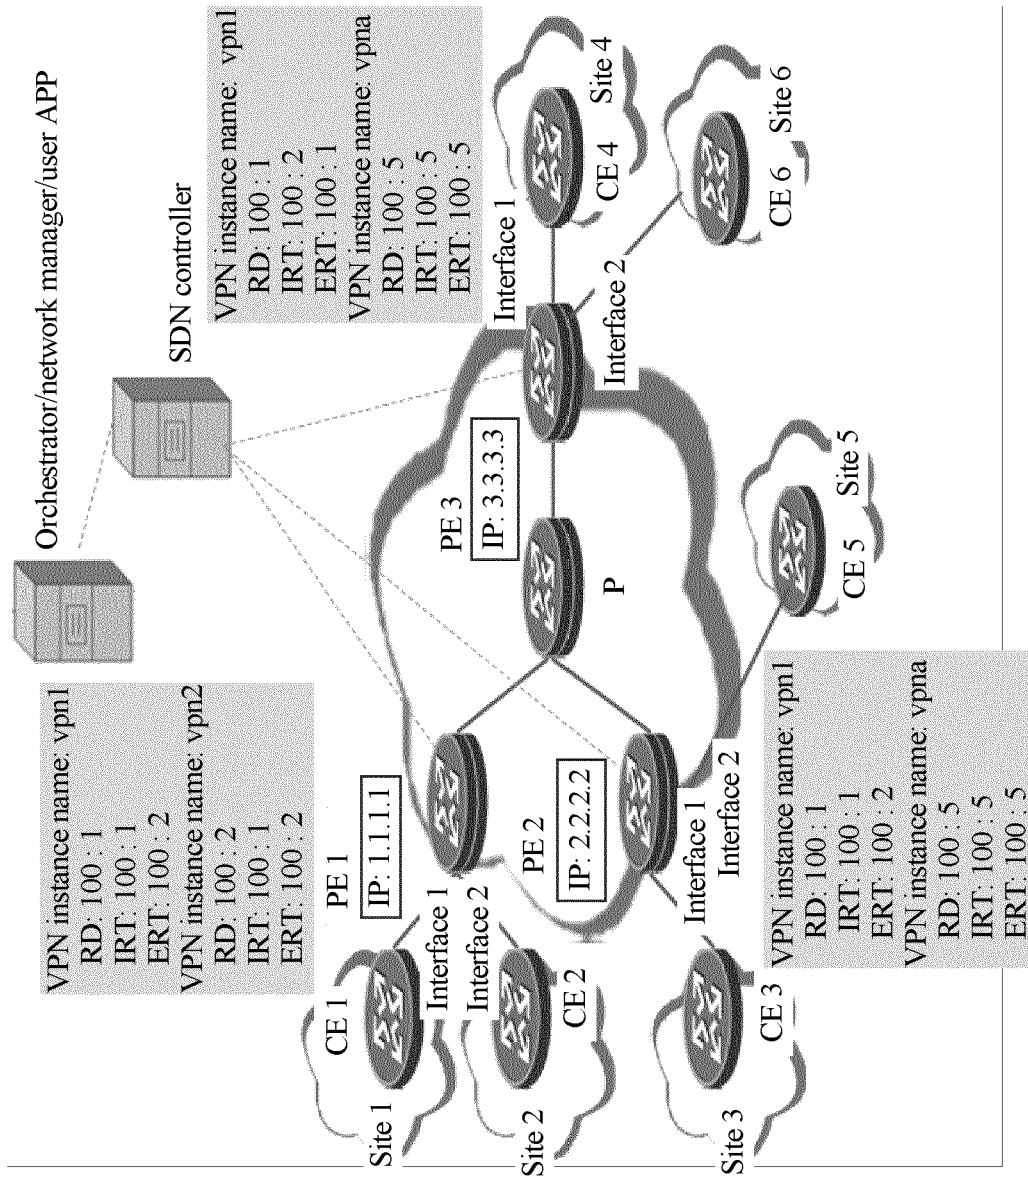 Orchestrator/network manager/user APP
SDN controller
VPN instance name: vpn1
RD: 100 : 1
IRT: 100 : 1
ERT: 100 : 2
VPN instance name: vpn2
RD: 100 : 2
IRT: 100 : 1
ERT: 100 : 2
VPN instance name: vpn1
RD: 100 : 1
IRT: 100 : 2
ERT: 100 : 1
VPN instance name: vpna
RD: 100 : 5
IRT: 100 : 5
ERT: 100 : 5
PE 1
IP: 1.1.1.1
CE 1
Site 1
Interface 1
Interface 2
CE 2
Site 2
PE 2
IP: 2.2.2.2
PE 3
IP: 3.3.3.3
P
Interface 1
CE 4
Site 4
Interface 2
CE 6
Site 6
Interface 1
Interface 2
CE 3
Site 3
CE 5
Site 5
VPN instance name: vpn1
RD: 100 : 1
IRT: 100 : 1
ERT: 100 : 2
VPN instance name: vpna
RD: 100 : 5
IRT: 100 : 5
ERT: 100 : 5